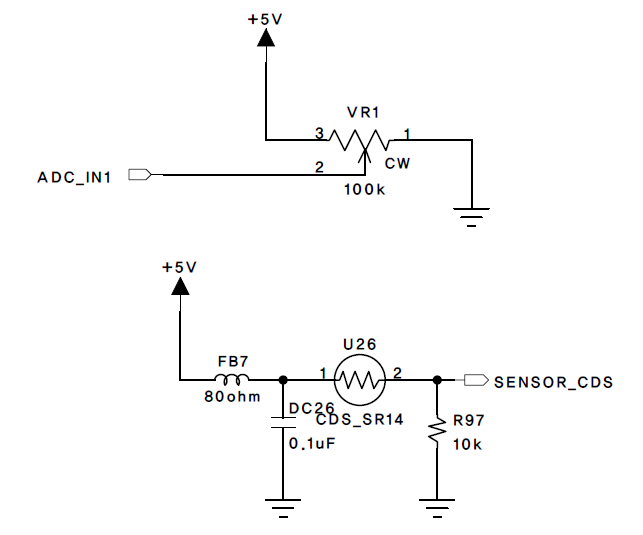 +5V
VR1
3
1
2
CW
ADC_IN1
100k
+5V
U26
FB7
1
2
SENSOR_CDS
80ohm
DC26
CDS_SR14
R97
0.1uF
10k